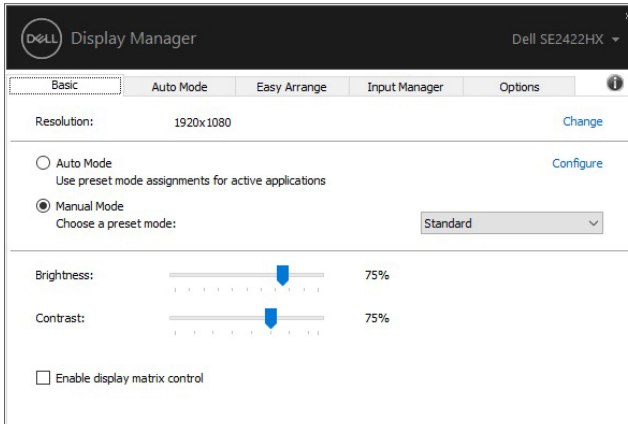 DELL Display Manager Dell SE2422HX
Basic Auto Mode Easy Arrange Input Manager Options
Resolution: 1920x1080 Change
Auto Mode Configure
Use preset mode assignments for active applications
Manual Mode
Choose a preset mode: Standard
Brightness: 75%
Contrast: 75%
Enable display matrix control